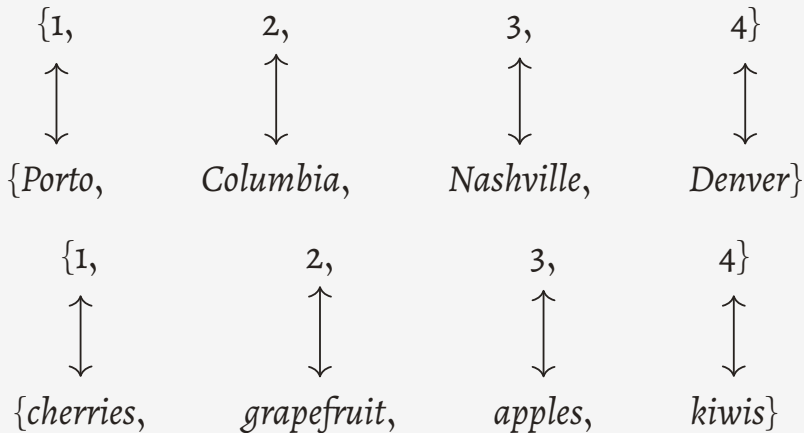 {1, 2, 3, 4}
{Porto, Columbia, Nashville, Denver}
{1, 2, 3, 4}
{cherries, grapefruit, apples, kiwis}